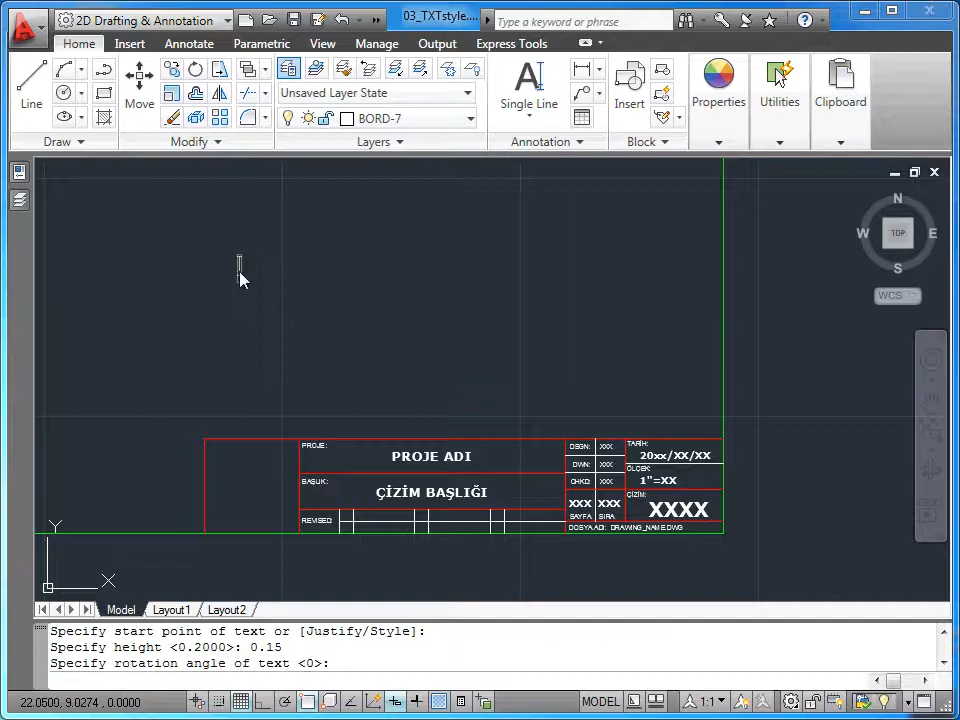 2D Drafting & Annotation
03_TXTstyle....
Type a keyword or phrase
Home Insert Annotate Parametric View Manage Output Express Tools
Line
Move
Unsaved Layer State
BORD-7
Single Line
Insert
Properties
Utilities
Clipboard
Draw
Modify
Layers
Annotation
Block
N
W TOP E
S
WCS
PROJE:
PROJE ADI
BAŞLIK:
ÇİZİM BAŞLIĞI
REVISED:
DSGN: XXX
DWN: XXX
CHKD: XXX
XXX XXX
SAYFA SIRA
TARİH:
20xx/XX/XX
ÖLÇEK:
1"=XX
ÇİZİM:
XXXX
DOSYA ADI: DRAWING_NAME.DWG
Y
X
Model Layout1 Layout2
Specify start point of text or [Justify/Style]:
Specify height <0.2000>: 0.15
Specify rotation angle of text <0>:
22.0500, 9.0274 , 0.0000
MODEL
1:1